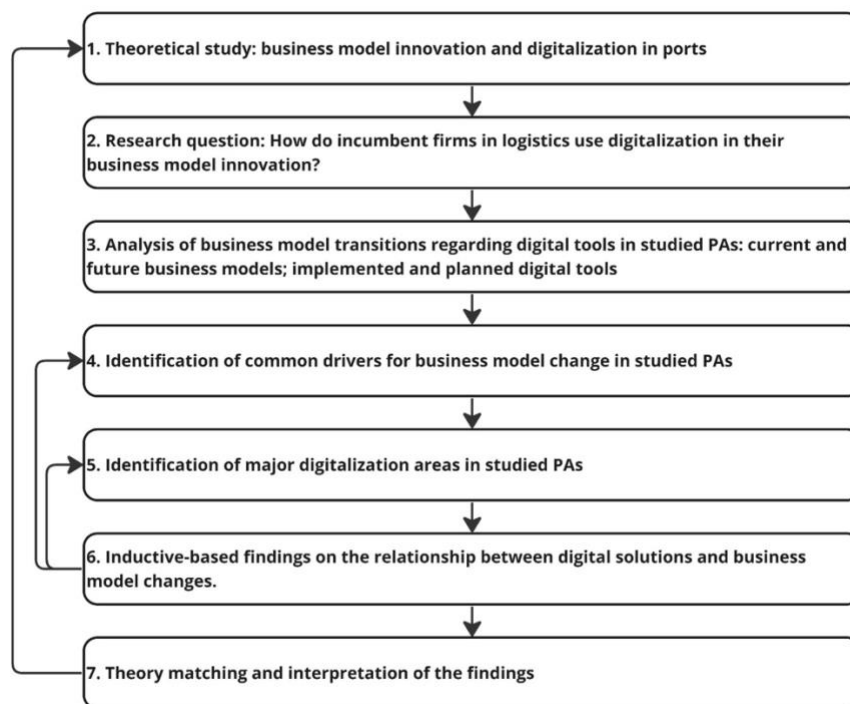 1. Theoretical study: business model innovation and digitalization in ports
2. Research question: How do incumbent firms in logistics use digitalization in their
business model innovation?
3. Analysis of business model transitions regarding digital tools in studied PAs: current and
future business models; implemented and planned digital tools
4. Identification of common drivers for business model change in studied PAs
5. Identification of major digitalization areas in studied PAs
6. Inductive-based findings on the relationship between digital solutions and business
model changes.
7. Theory matching and interpretation of the findings